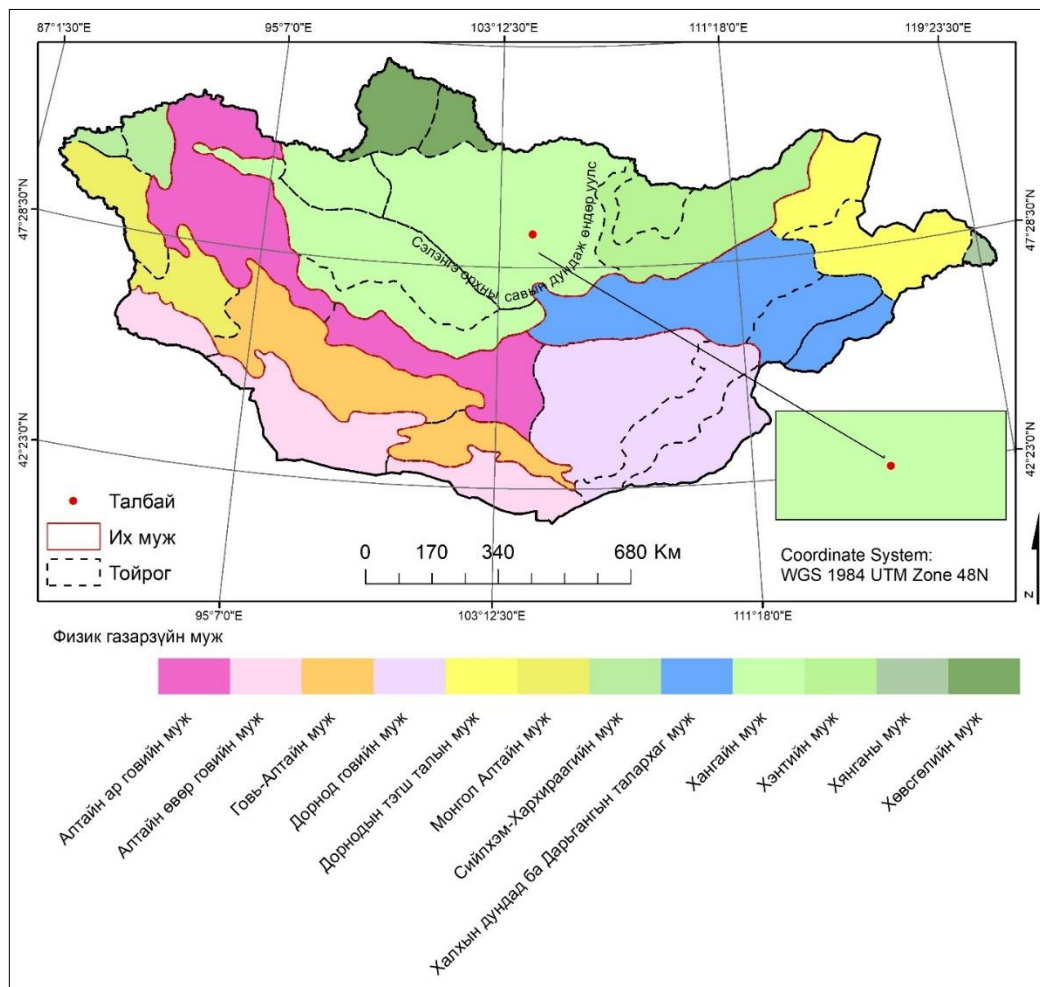 87°1'30"E
95°7'0"E
103°12'30"E
111°18'0"E
119°23'30"E
47°28'30"N
47°28'30"N
Сэлэнгэ орхны савын дундаж өндөр уулс
42°23'0"N
42°23'0"N
Талбай
Их муж
Тойрог
0 170 340 680 Км
Coordinate System:
WGS 1984 UTM Zone 48N
N
95°7'0"E
103°12'30"E
111°18'0"E
Физик газарзүйн муж
Алтайн ар говийн муж
Алтайн өвөр говийн муж
Говь-Алтайн муж
Дорнод говийн муж
Дорнодын тэгш талын муж
Монгол Алтайн муж
Сийлхэм-Хархираагийн муж
Халхын дундад ба Дарьгангын талархаг муж
Хангайн муж
Хэнтийн муж
Хянганы муж
Хөвсгөлийн муж